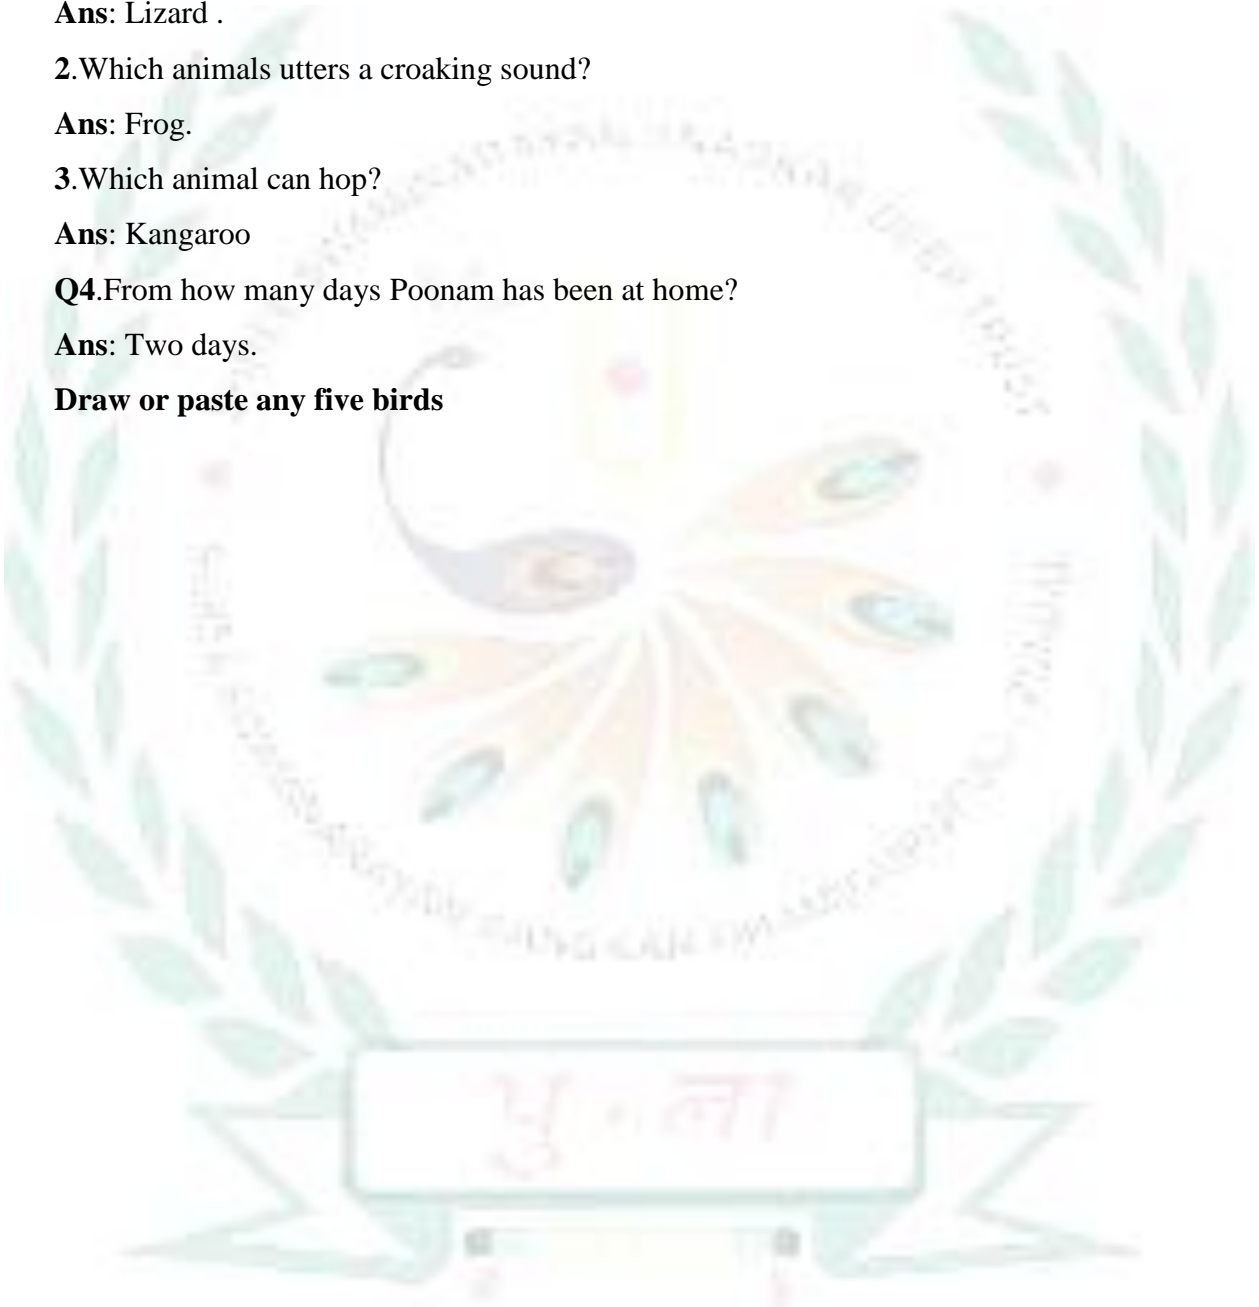 Ans: Lizard .
2.Which animals utters a croaking sound?
Ans: Frog.
3.Which animal can hop?
Ans: Kangaroo
Q4.From how many days Poonam has been at home?
Ans: Two days.
Draw or paste any five birds
पु · ना